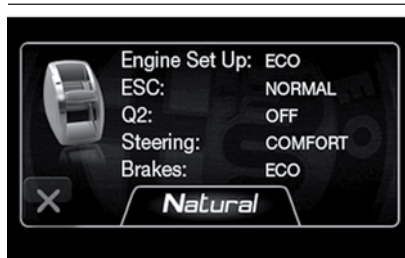 Engine Set Up: ECO
ESC: NORMAL
Q2: OFF
Steering: COMFORT
Brakes: ECO
Natural